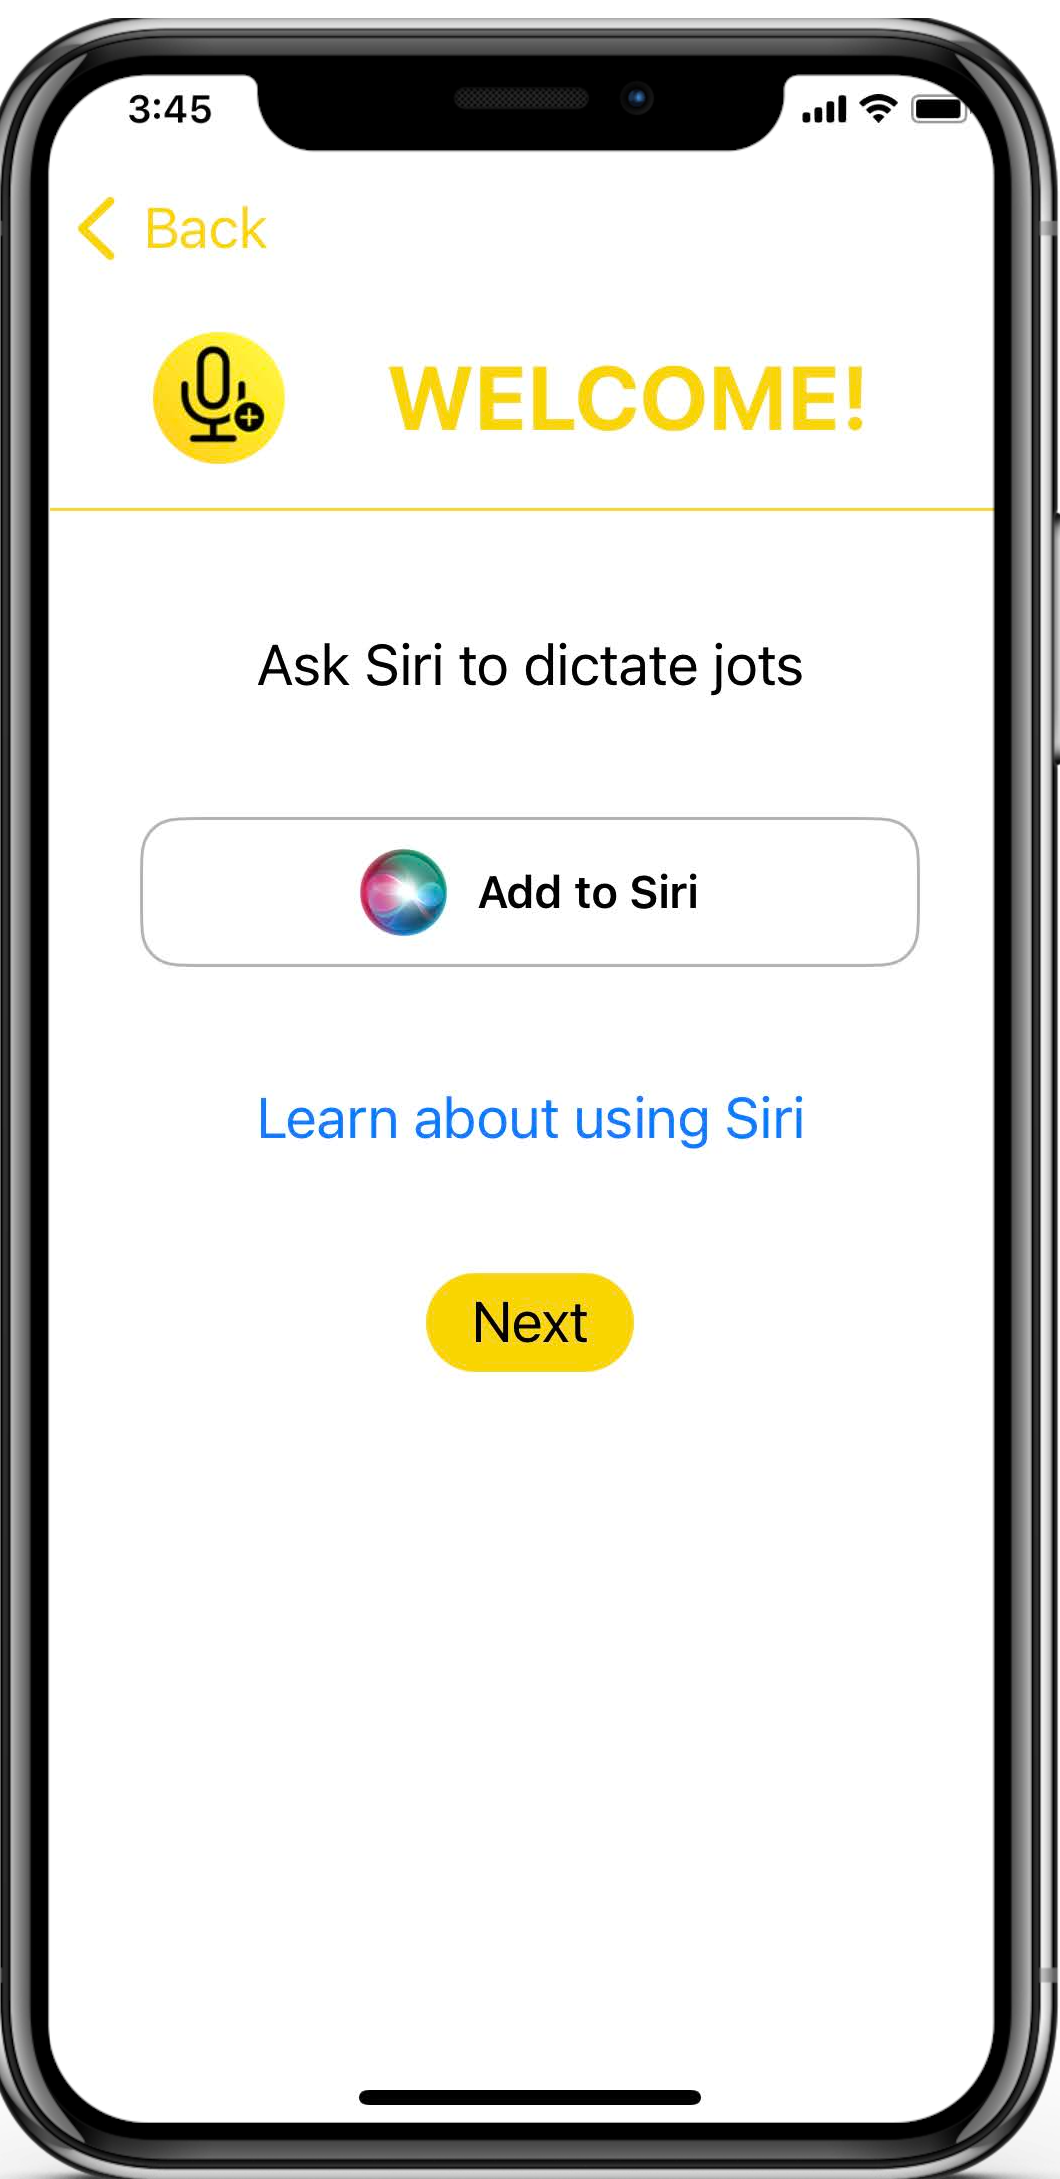 3:45
Back
WELCOME!
Ask Siri to dictate jots
Add to Siri
Learn about using Siri
Next